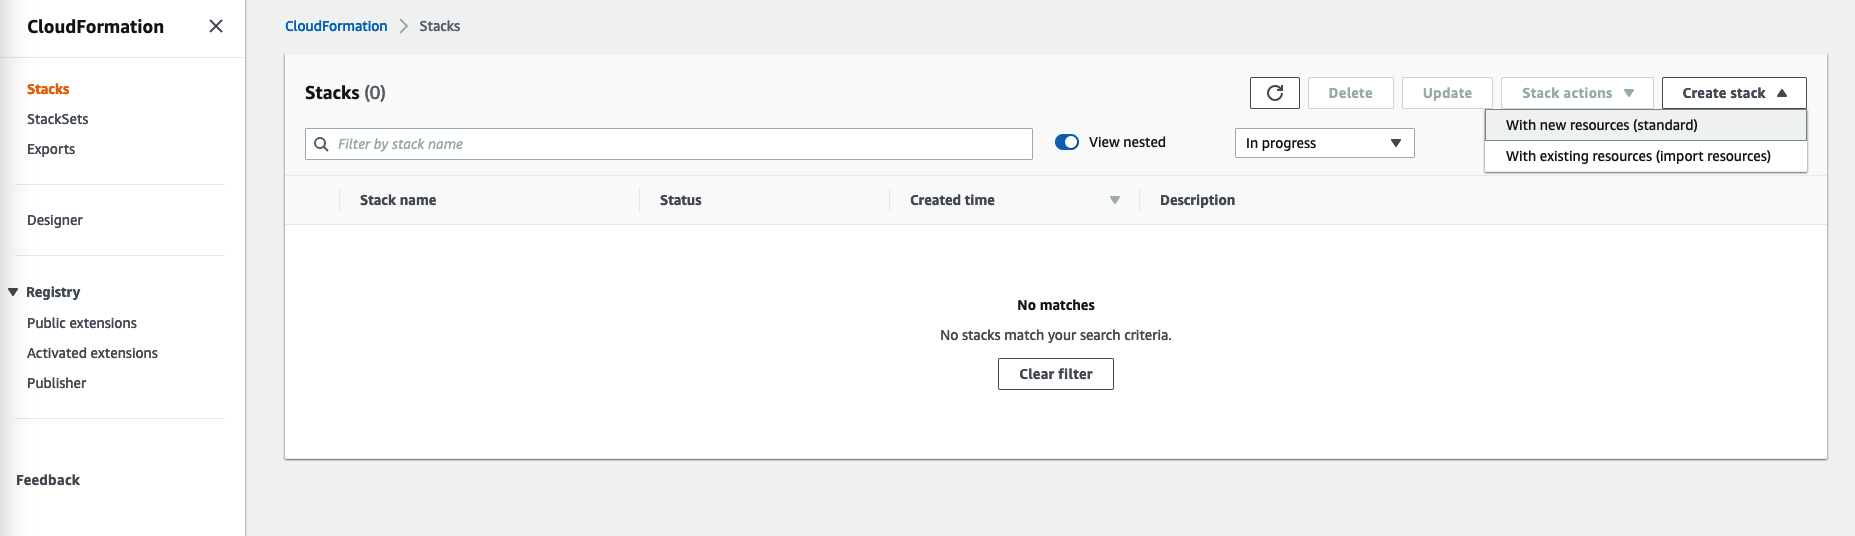 CloudFormation
Stacks
StackSets
Exports
Designer
Registry
Public extensions
Activated extensions
Publisher
Feedback
CloudFormation Stacks
Stacks (0)
Delete Update Stack actions Create stack
With new resources (standard)
With existing resources (import resources)
Filter by stack name View nested In progress
Stack name Status Created time Description
No matches
No stacks match your search criteria.
Clear filter